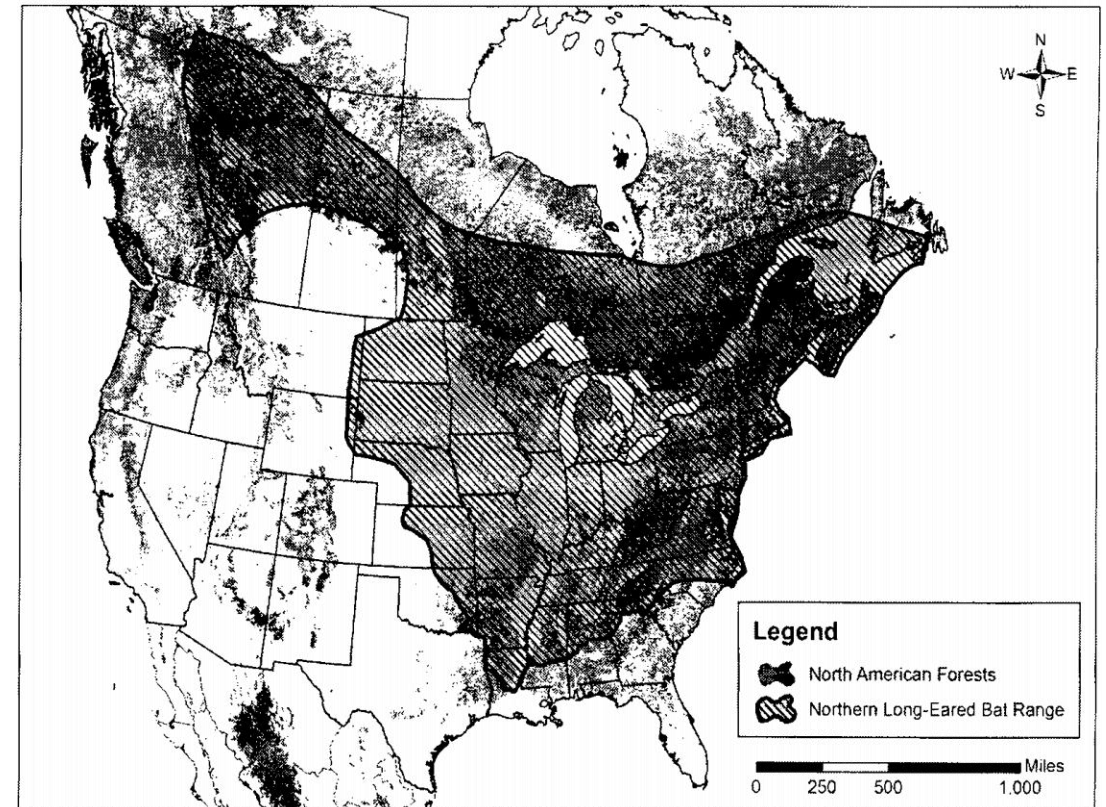 N
W E
S
Legend
North American Forests
Northern Long-Eared Bat Range
Miles
0 250 500 1.000